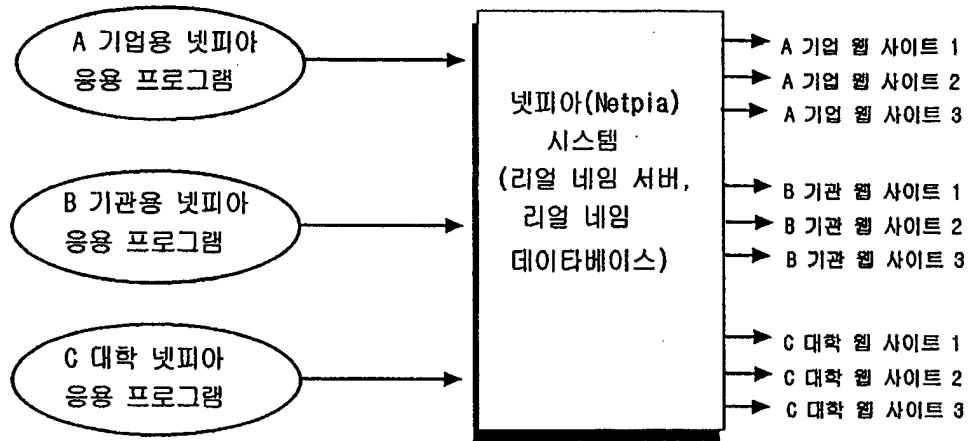 A 기업용 넷피아
응용 프로그램
B 기관용 넷피아
응용 프로그램
C 대학 넷피아
응용 프로그램
넷피아(Netpia)
시스템
(리얼 네임 서버,
리얼 네임
데이타베이스)
A 기업 웹 사이트 1
A 기업 웹 사이트 2
A 기업 웹 사이트 3
B 기관 웹 사이트 1
B 기관 웹 사이트 2
B 기관 웹 사이트 3
C 대학 웹 사이트 1
C 대학 웹 사이트 2
C 대학 웹 사이트 3